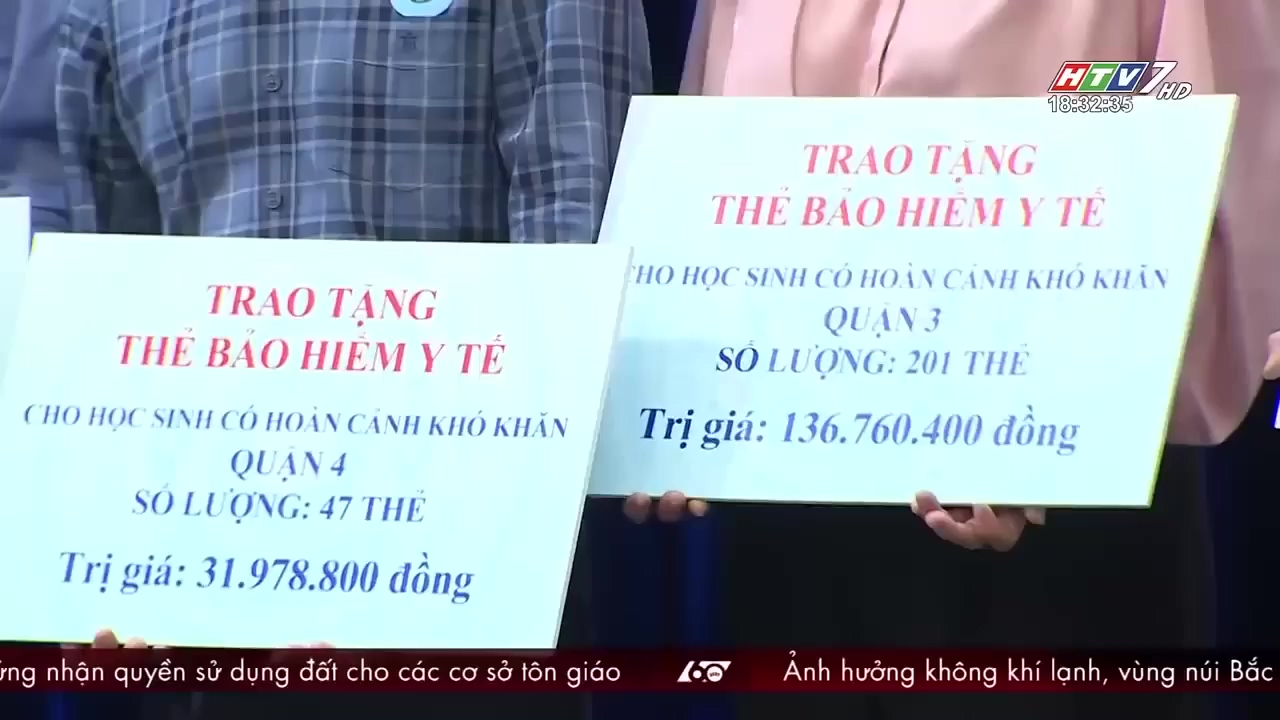 HTV7 HD
18:32:35
TRAO TẶNG
THẺ BẢO HIỂM Y TẾ
CHO HỌC SINH CÓ HOÀN CẢNH KHÓ KHĂN
QUẬN 3
SỐ LƯỢNG: 201 THẺ
Trị giá: 136.760.400 đồng
TRAO TẶNG
THẺ BẢO HIỂM Y TẾ
CHO HỌC SINH CÓ HOÀN CẢNH KHÓ KHĂN
QUẬN 4
SỐ LƯỢNG: 47 THẺ
Trị giá: 31.978.800 đồng
nhận quyền sử dụng đất cho các cơ sở tôn giáo
60 giây
Ảnh hưởng không khí lạnh, vùng núi Bắc